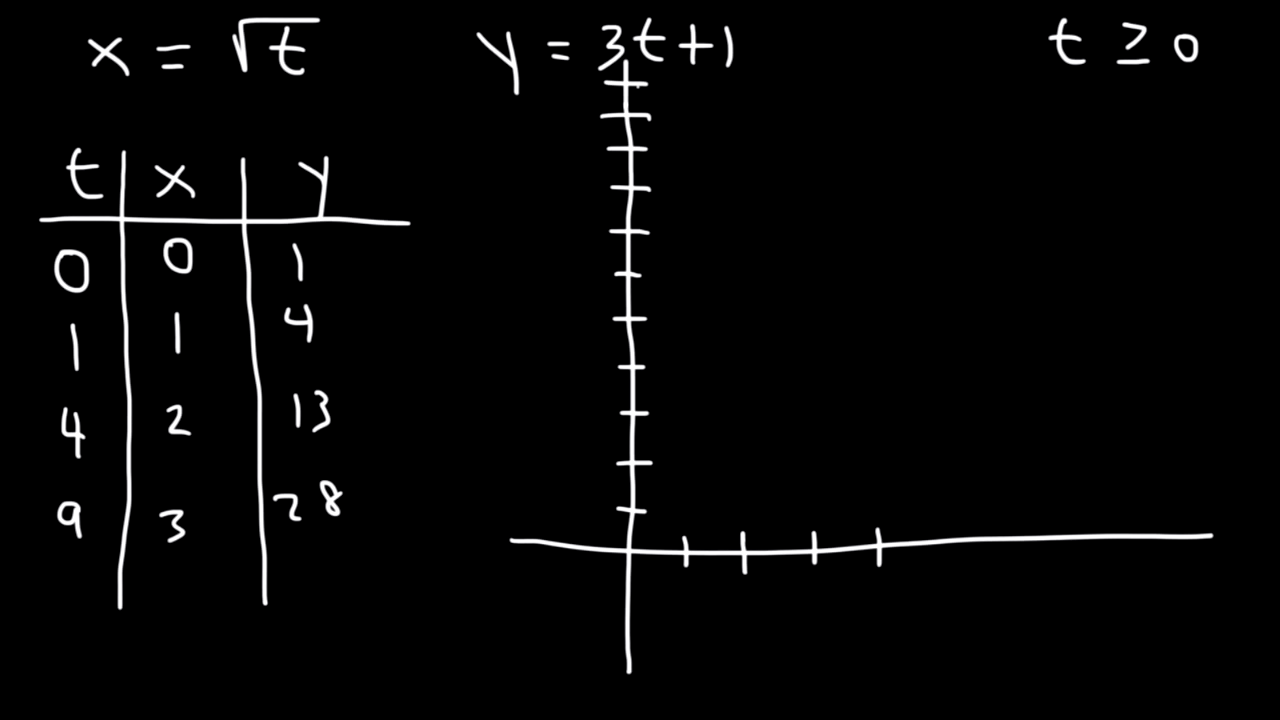 x = √t y = 3t+1 t ≥ 0
t x y
0 0 1
1 1 4
4 2 13
9 3 28